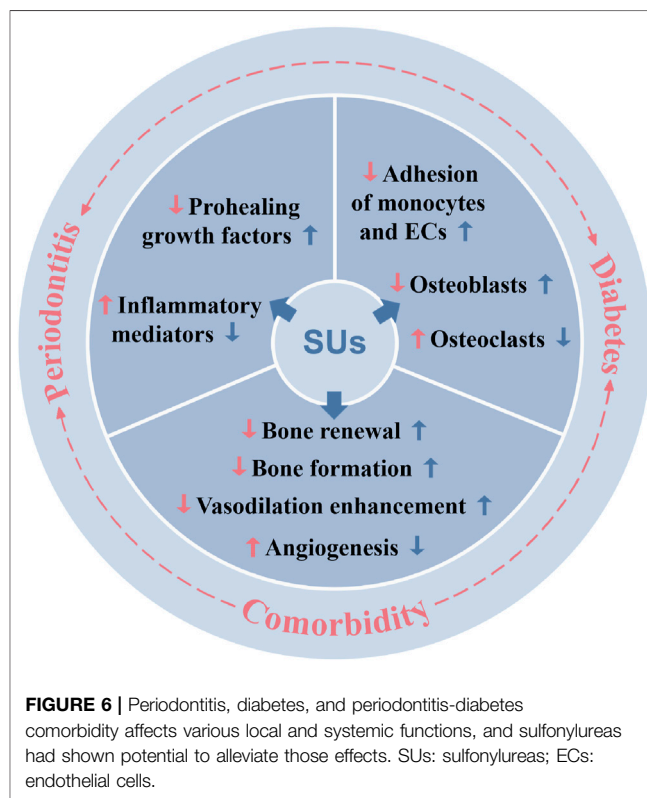 ↓ Prohealing
growth factors ↑
↑ Inflammatory
mediators ↓
↓ Adhesion
of monocytes
and ECs ↑
↓ Osteoblasts ↑
↑ Osteoclasts ↓
SUs
↓ Bone renewal ↑
↓ Bone formation ↑
↓ Vasodilation enhancement ↑
↑ Angiogenesis ↓
Periodontitis
Diabetes
Comorbidity
FIGURE 6 | Periodontitis, diabetes, and periodontitis-diabetes
comorbidity affects various local and systemic functions, and sulfonylureas
had shown potential to alleviate those effects. SUs: sulfonylureas; ECs:
endothelial cells.